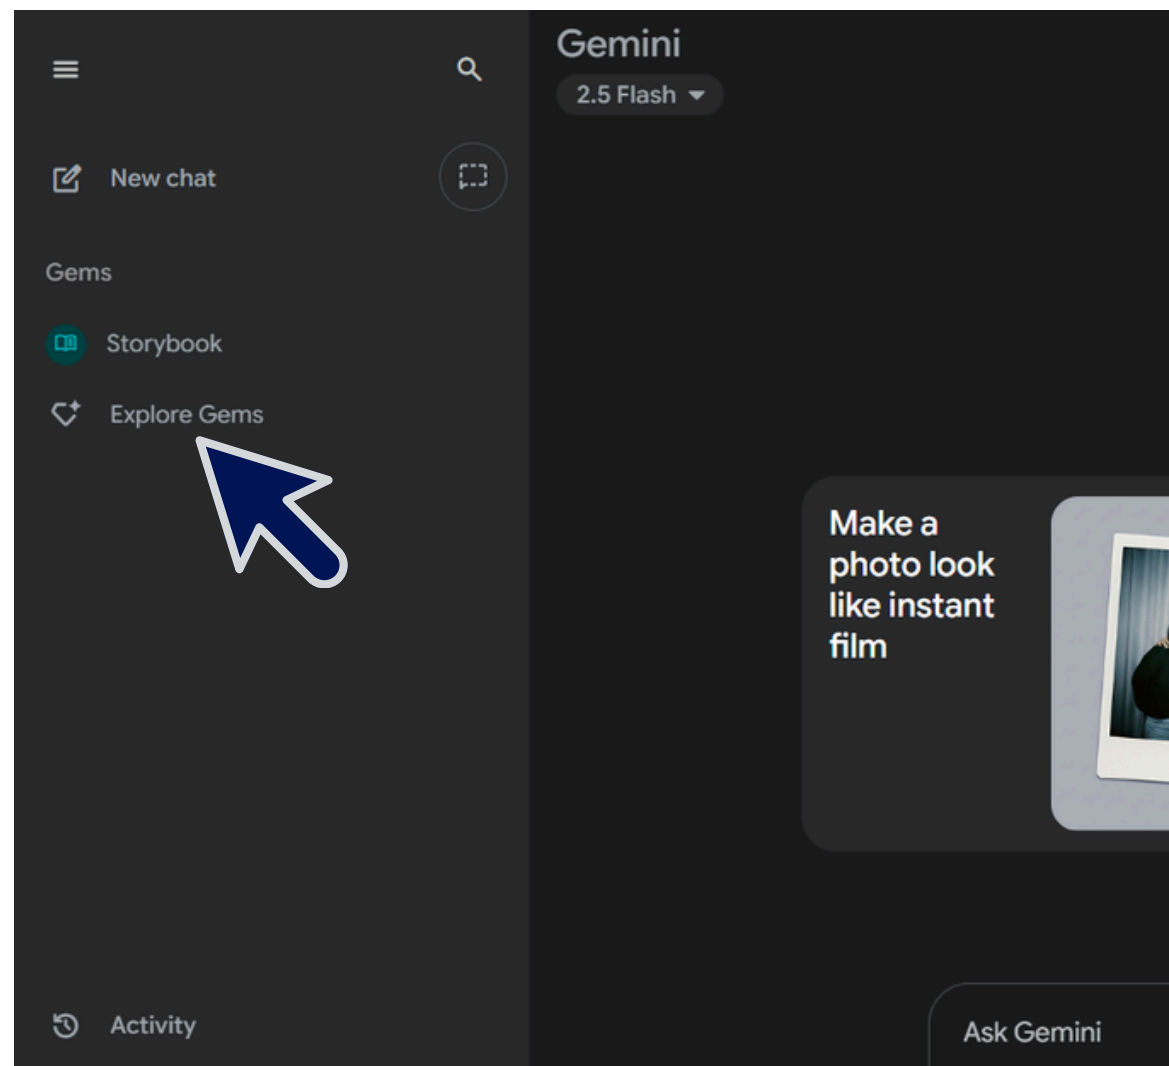 Gemini
2.5 Flash
New chat
Gems
Storybook
Explore Gems
Make a
photo look
like instant
film
Activity
Ask Gemini